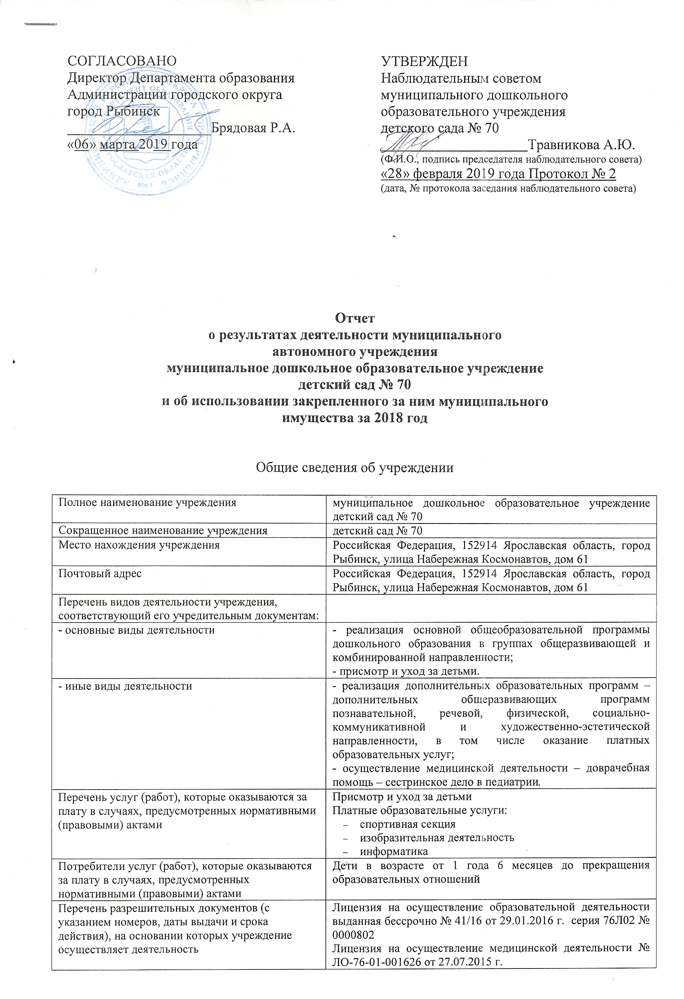 СОГЛАСОВАНО
Директор Департамента образования
Администрации городского округа
город Рыбинск
Брядовая Р.А.
«06» марта 2019 года
УТВЕРЖДЕН
Наблюдательным советом
муниципального дошкольного
образовательного учреждения
детского сада № 70
Травникова А.Ю.
(Ф.И.О., подпись председателя наблюдательного совета)
«28» февраля 2019 года Протокол № 2
(дата, № протокола заседания наблюдательного совета)
Отчет
о результатах деятельности муниципального
автономного учреждения
муниципальное дошкольное образовательное учреждение
детский сад № 70
и об использовании закрепленного за ним муниципального
имущества за 2018 год
Общие сведения об учреждении
Полное наименование учреждения
муниципальное дошкольное образовательное учреждение
детский сад № 70
Сокращенное наименование учреждения
детский сад № 70
Место нахождения учреждения
Российская Федерация, 152914 Ярославская область, город
Рыбинск, улица Набережная Космонавтов, дом 61
Почтовый адрес
Российская Федерация, 152914 Ярославская область, город
Рыбинск, улица Набережная Космонавтов, дом 61
Перечень видов деятельности учреждения,
соответствующий его учредительным документам:
- основные виды деятельности
- реализация основной общеобразовательной программы
дошкольного образования в группах общеразвивающей и
комбинированной направленности;
- присмотр и уход за детьми.
- иные виды деятельности
- реализация дополнительных образовательных программ –
дополнительных общеразвивающих программ
познавательной, речевой, физической, социально-
коммуникативной и художественно-эстетической
направленности, в том числе оказание платных
образовательных услуг;
- осуществление медицинской деятельности – доврачебная
помощь – сестринское дело в педиатрии.
Перечень услуг (работ), которые оказываются за
плату в случаях, предусмотренных нормативными
(правовыми) актами
Присмотр и уход за детьми
Платные образовательные услуги:
– спортивная секция
– изобразительная деятельность
– информатика
Потребители услуг (работ), которые оказываются
за плату в случаях, предусмотренных
нормативными (правовыми) актами
Дети в возрасте от 1 года 6 месяцев до прекращения
образовательных отношений
Перечень разрешительных документов (с
указанием номеров, даты выдачи и срока
действия), на основании которых учреждение
осуществляет деятельность
Лицензия на осуществление образовательной деятельности
выданная бессрочно № 41/16 от 29.01.2016 г. серия 76Л02 №
0000802
Лицензия на осуществление медицинской деятельности №
ЛО-76-01-001626 от 27.07.2015 г.